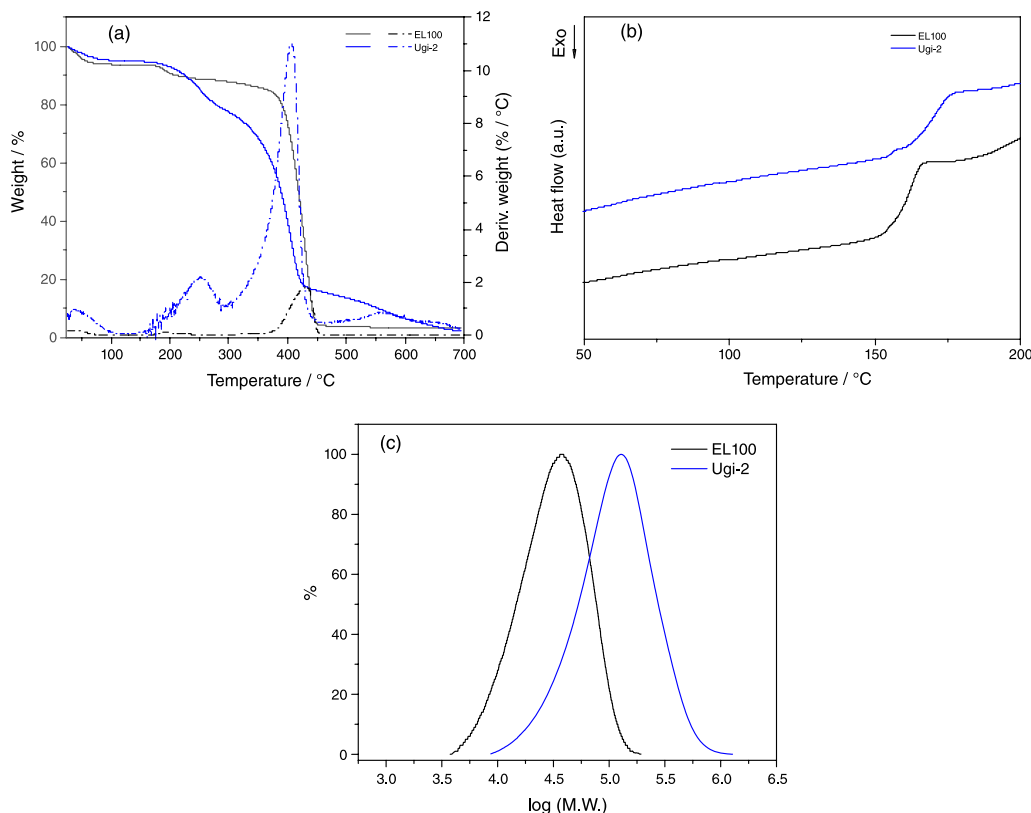 (a)
EL100
Ugi-2
Weight / %
100
80
60
40
20
0
12
10
8
6
4
2
0
Deriv. weight (% / °C)
100 200 300 400 500 600 700
Temperature / °C
(b)
Exo
EL100
Ugi-2
Heat flow (a.u.)
50 100 150 200
Temperature / °C
(c)
EL100
Ugi-2
%
100
80
60
40
20
0
3.0 3.5 4.0 4.5 5.0 5.5 6.0 6.5
log (M.W.)